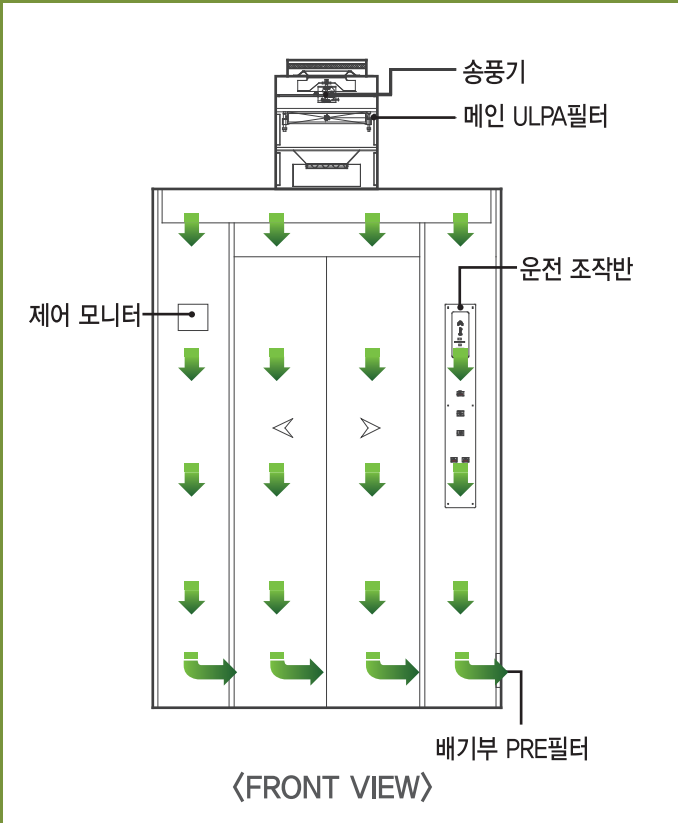 송풍기
메인 ULPA필터
운전 조작반
제어 모니터
배기부 PRE필터
〈FRONT VIEW〉